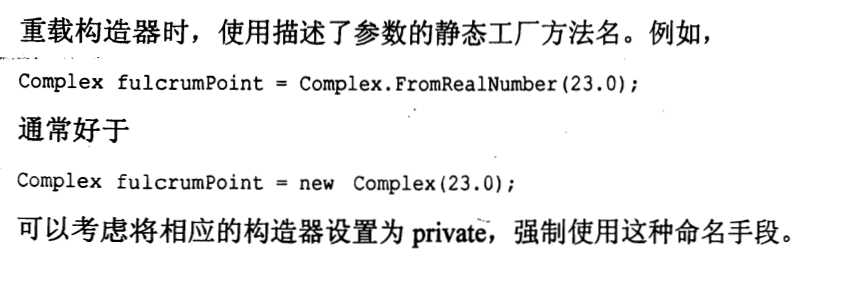 重载构造器时，使用描述了参数的静态工厂方法名。例如，
Complex fulcrumPoint = Complex.FromRealNumber(23.0);
通常好于
Complex fulcrumPoint = new Complex(23.0);
可以考虑将相应的构造器设置为 private，强制使用这种命名手段。